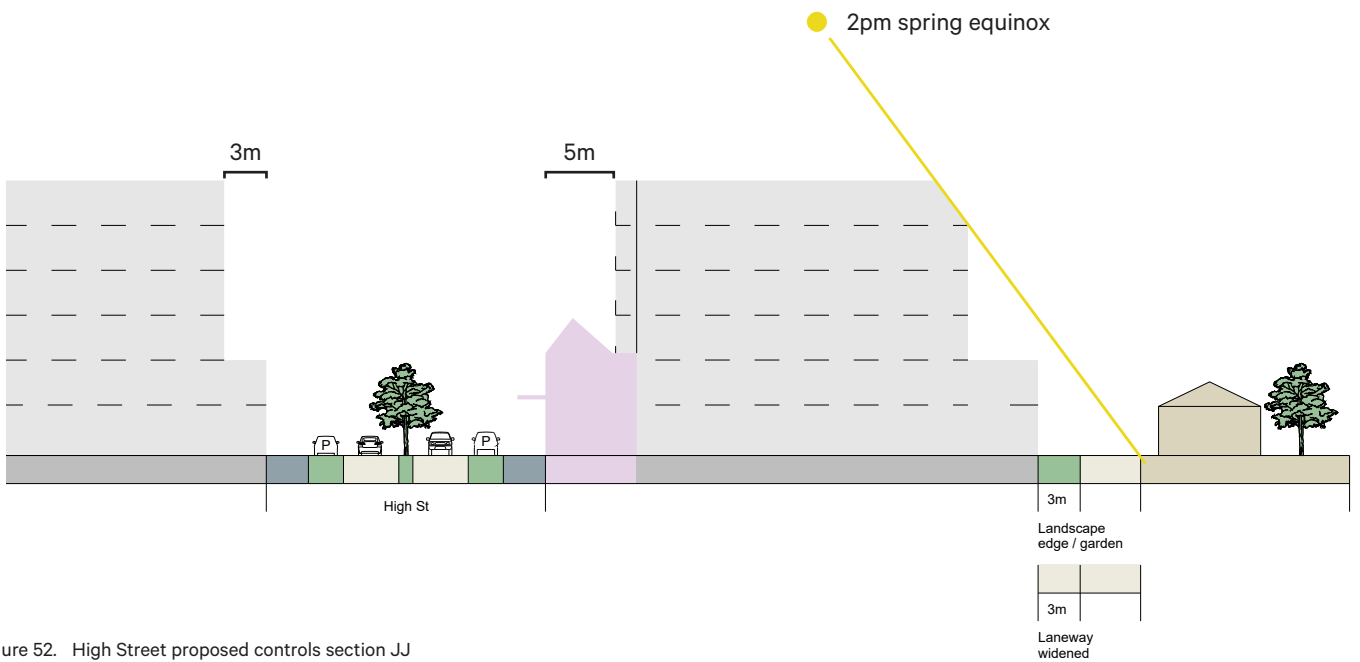 2pm spring equinox
3m
5m
P
P
High St
3m
Landscape
edge / garden
3m
Laneway
widened
ure 52. High Street proposed controls section JJ